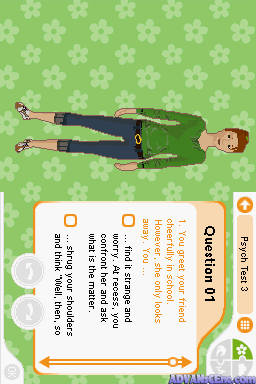 Psych Test 3
Question 01
1. You greet your friend
cheerfully in school.
However, she only looks
away. You ...
... find it strange and
worry. At recess, you
confront her and ask
what is the matter.
... shrug your shoulders
and think 'Well, then, so
ADVANSCENE.COM